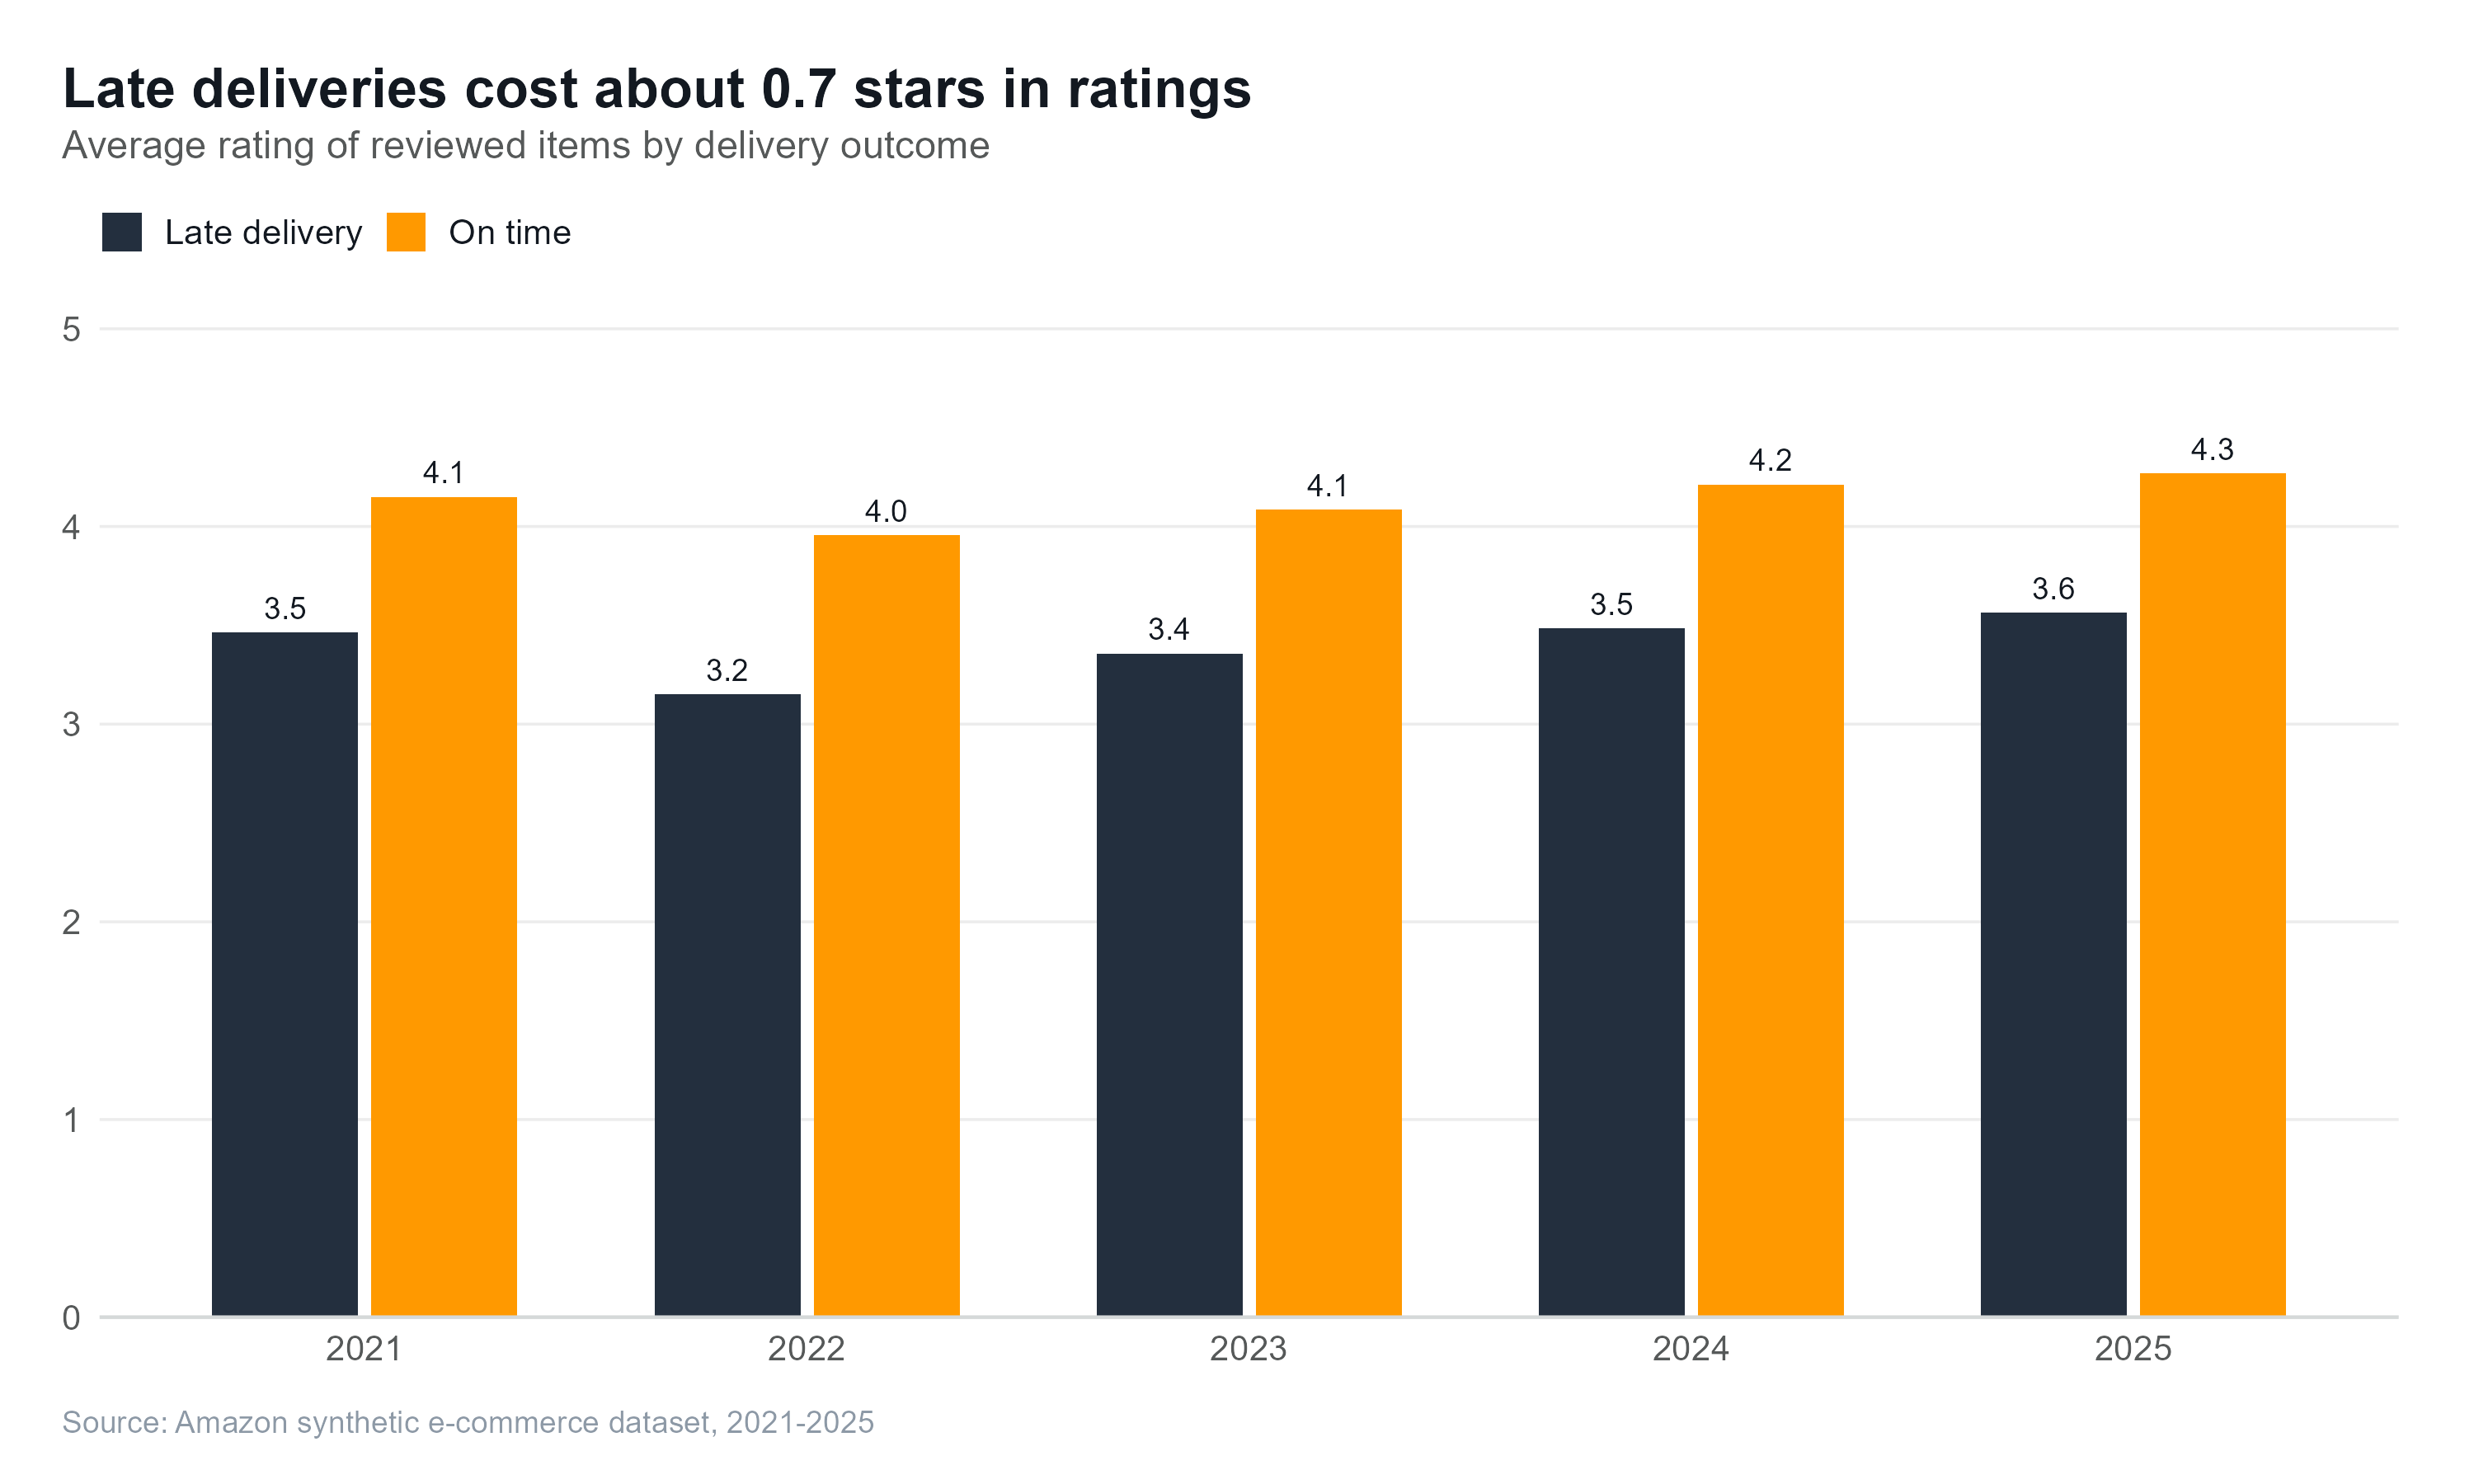 Late deliveries cost about 0.7 stars in ratings
Average rating of reviewed items by delivery outcome
Late delivery On time
5
4
3
2
1
0
3.5 4.1 3.2 4.0 3.4 4.1 3.5 4.2 3.6 4.3
2021 2022 2023 2024 2025
Source: Amazon synthetic e-commerce dataset, 2021-2025